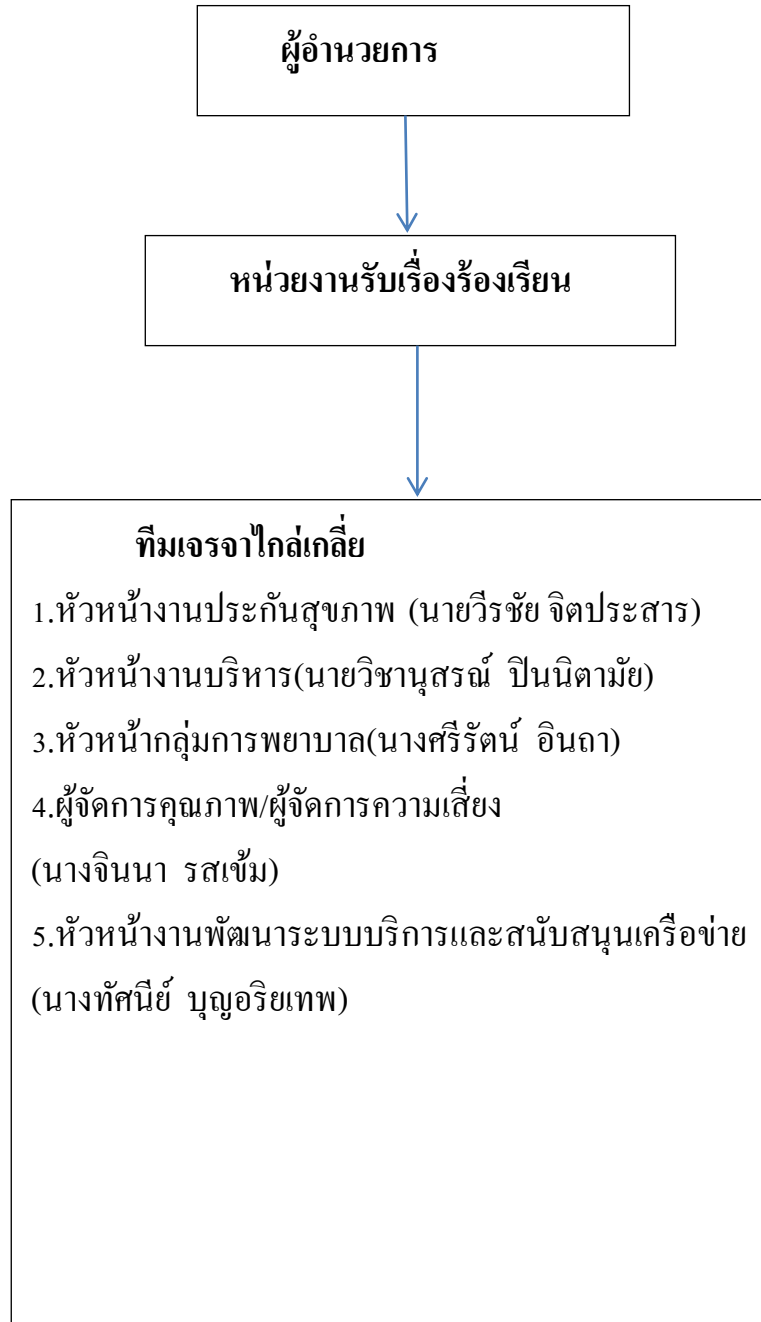 ผู้อำนวยการ
หน่วยงานรับเรื่องร้องเรียน
ทีมเจรจาไกล่เกลี่ย
1.หัวหน้างานประกันสุขภาพ (นายวีรชัย จิตประสาร)
2.หัวหน้างานบริหาร(นายวิชานุสรณ์ ปินนิตามัย)
3.หัวหน้ากลุ่มการพยาบาล(นางศรีรัตน์ อินถา)
4.ผู้จัดการคุณภาพ/ผู้จัดการความเสี่ยง
(นางจินนา รสเข้ม)
5.หัวหน้างานพัฒนาระบบบริการและสนับสนุนเครือข่าย
(นางทัศนีย์ บุญอริยเทพ)